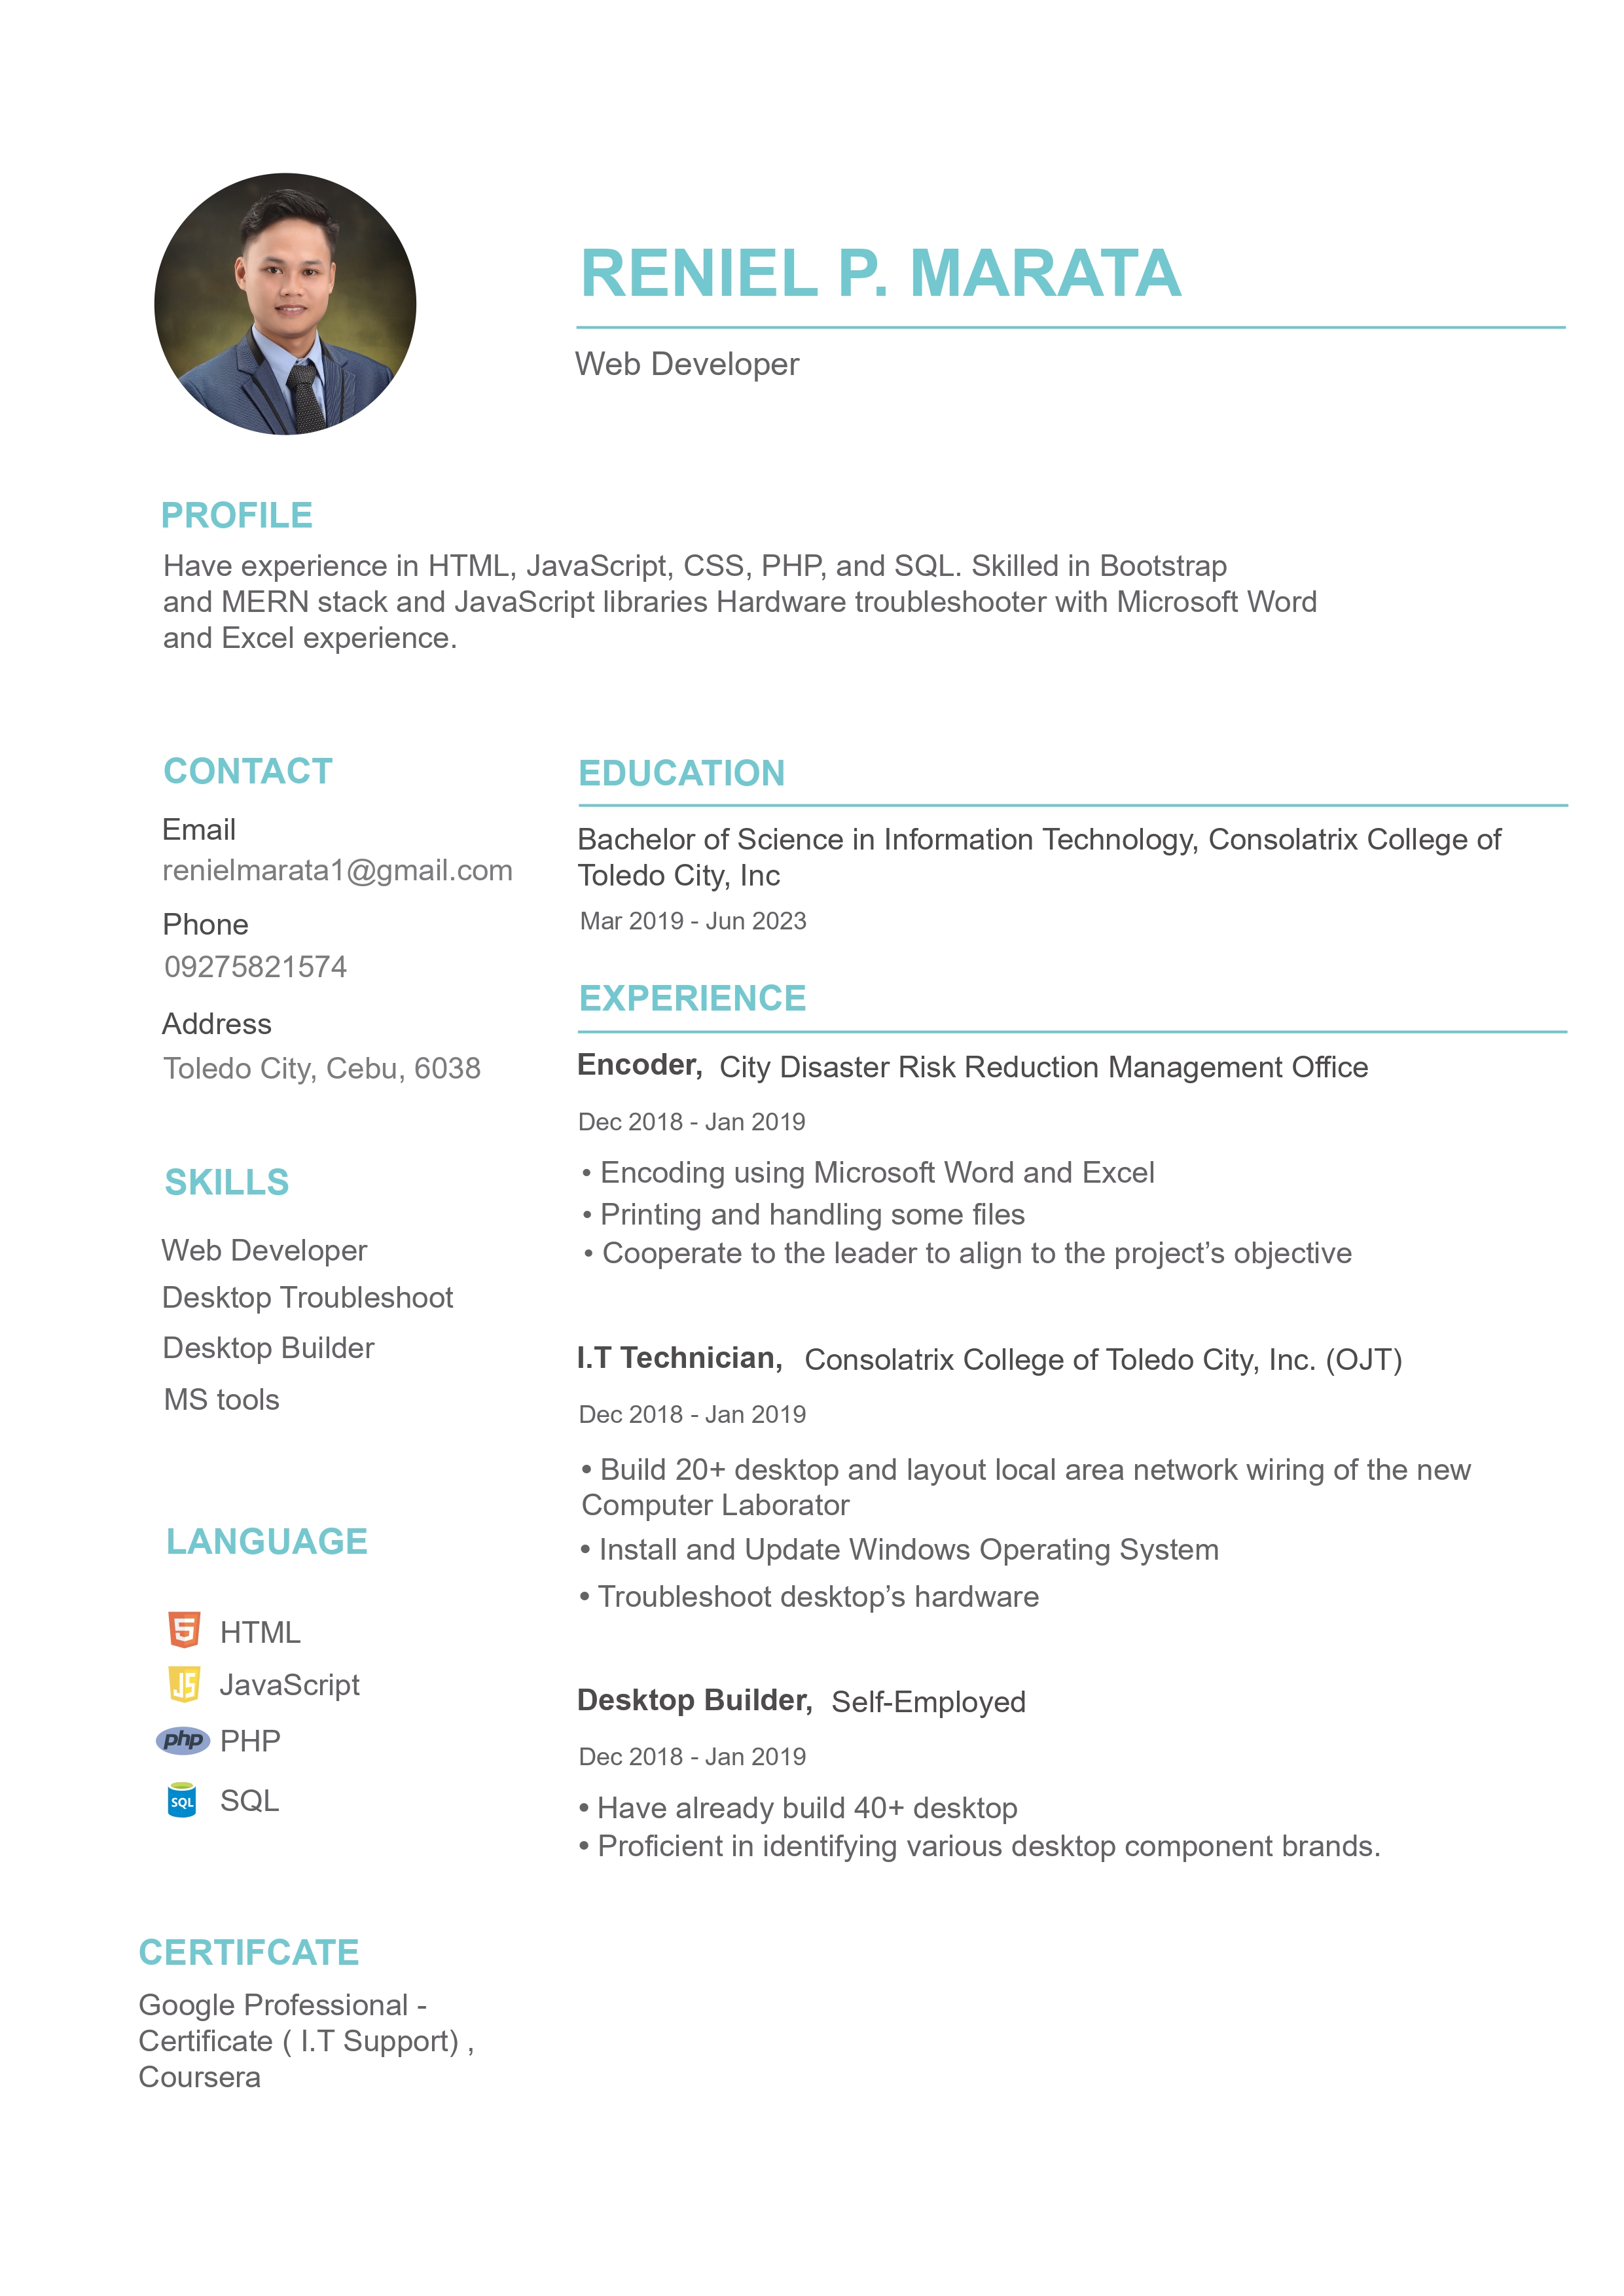 RENIEL P. MARATA
Web Developer
PROFILE
Have experience in HTML, JavaScript, CSS, PHP, and SQL. Skilled in Bootstrap
and MERN stack and JavaScript libraries Hardware troubleshooter with Microsoft Word
and Excel experience.
CONTACT
Email
renielmarata1@gmail.com
Phone
09275821574
Address
Toledo City, Cebu, 6038
SKILLS
Web Developer
Desktop Troubleshoot
Desktop Builder
MS tools
LANGUAGE
5 HTML
JS JavaScript
php PHP
SQL SQL
CERTIFCATE
Google Professional -
Certificate ( I.T Support) ,
Coursera
EDUCATION
Bachelor of Science in Information Technology, Consolatrix College of
Toledo City, Inc
Mar 2019 - Jun 2023
EXPERIENCE
Encoder, City Disaster Risk Reduction Management Office
Dec 2018 - Jan 2019
• Encoding using Microsoft Word and Excel
• Printing and handling some files
• Cooperate to the leader to align to the project’s objective
I.T Technician, Consolatrix College of Toledo City, Inc. (OJT)
Dec 2018 - Jan 2019
• Build 20+ desktop and layout local area network wiring of the new
Computer Laborator
• Install and Update Windows Operating System
• Troubleshoot desktop’s hardware
Desktop Builder, Self-Employed
Dec 2018 - Jan 2019
• Have already build 40+ desktop
• Proficient in identifying various desktop component brands.